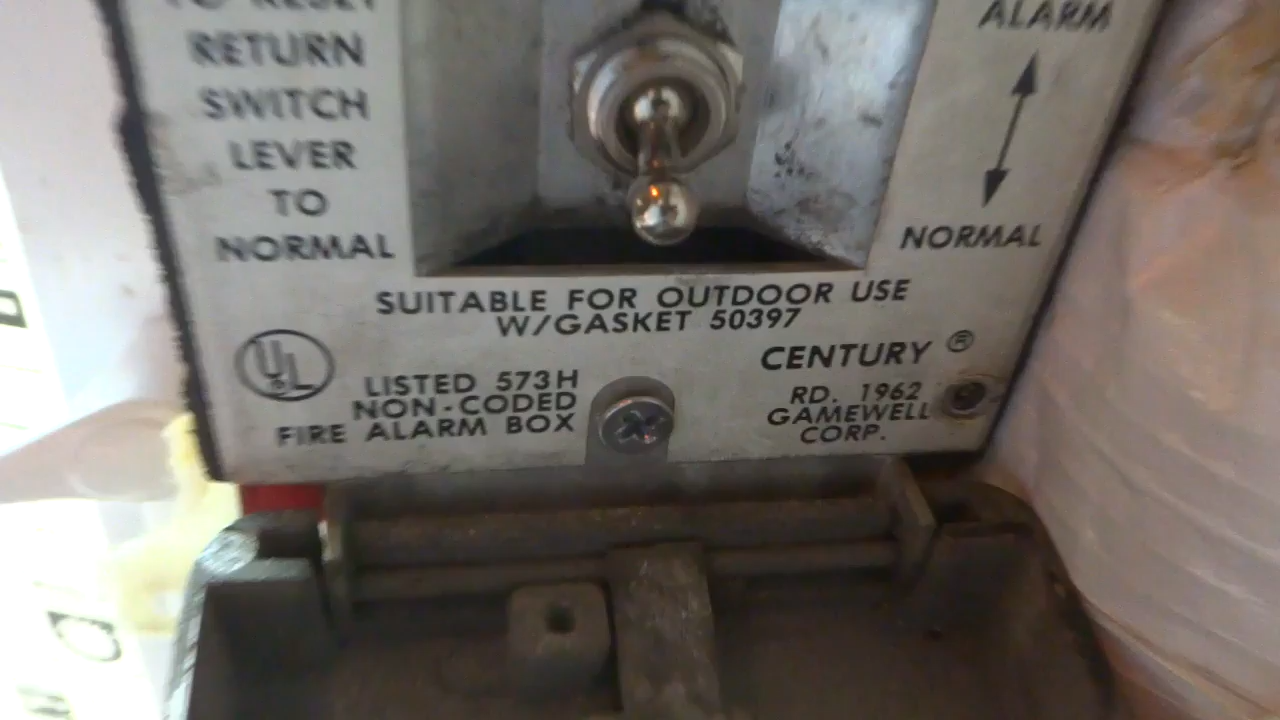 TO RESET
RETURN
SWITCH
LEVER
TO
NORMAL
ALARM
NORMAL
SUITABLE FOR OUTDOOR USE
W/GASKET 50397
UL
LISTED 573H
NON-CODED
FIRE ALARM BOX
CENTURY ®
RD. 1962
GAMEWELL
CORP.